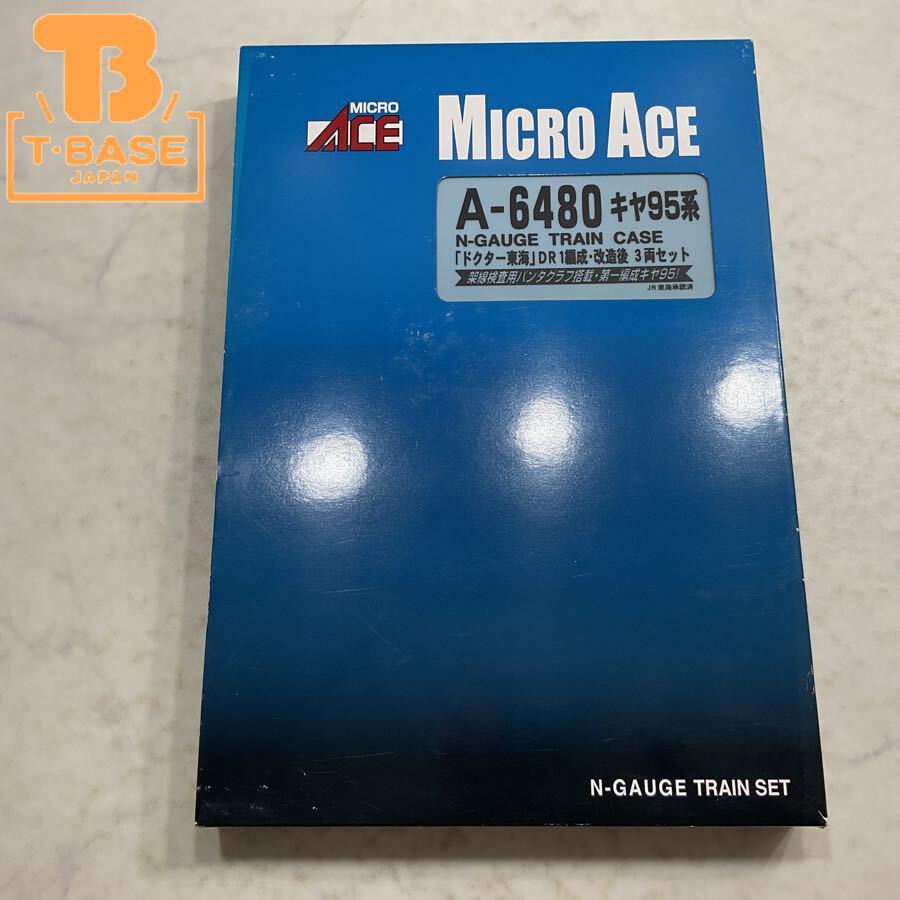 T·BASE
JAPAN
MICRO
ACE
MICRO ACE
A-6480 キヤ95系
N-GAUGE TRAIN CASE
「ドクター東海」DR1編成・改造後 3両セット
架線検査用パンタグラフ搭載・第一編成キヤ95!
JR東海承認済
N-GAUGE TRAIN SET